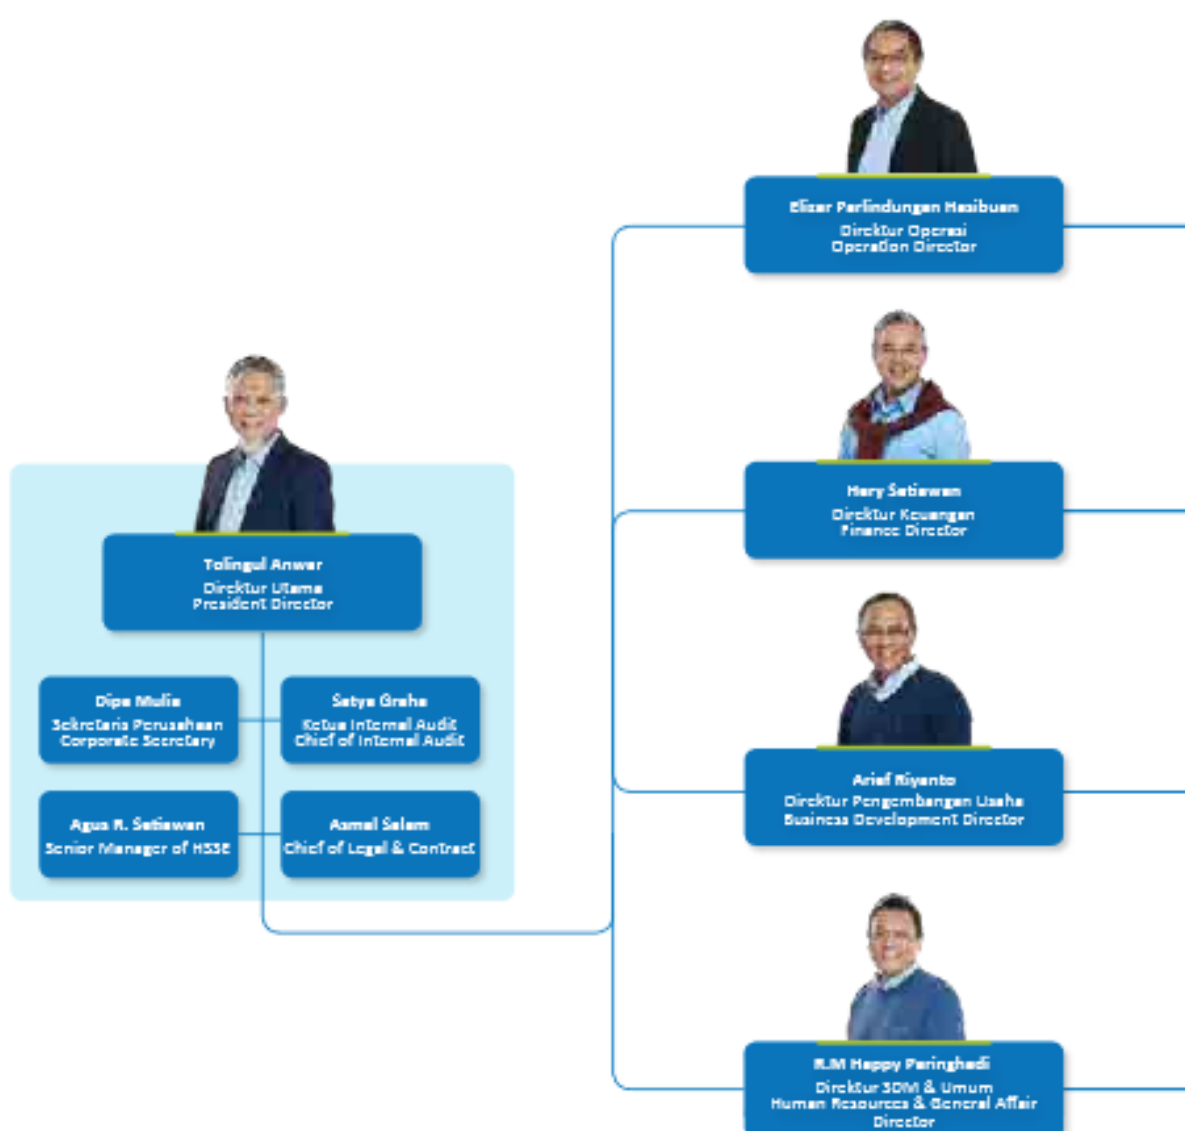 Elizar Parlindungan Hasibuan
Direktur Operasi
Operation Director
Hery Setiawan
Direktur Keuangan
Finance Director
Tolingul Anwar
Direktur Utama
President Director
Dipa Mulia
Sekretaris Perusahaan
Corporate Secretary
Satya Graha
Ketua Internal Audit
Chief of Internal Audit
Agus R. Setiawan
Senior Manager of HSSE
Asmal Salam
Chief of Legal & Contract
Arief Riyanto
Direktur Pengembangan Usaha
Business Development Director
R.M Happy Paringhadi
Direktur SDM & Umum
Human Resources & General Affair
Director